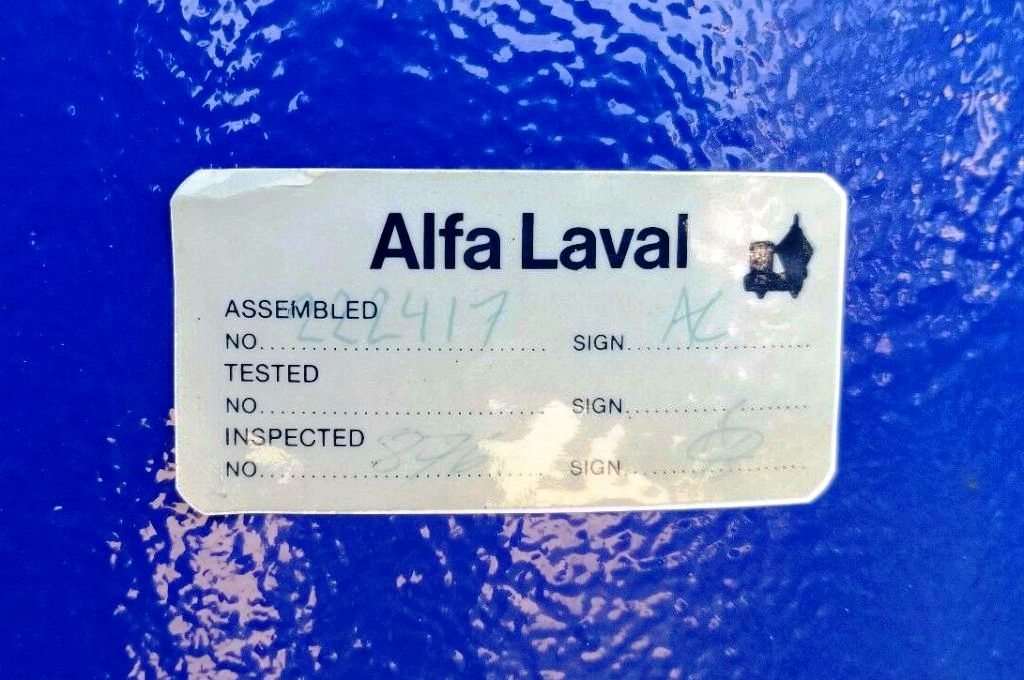 Alfa Laval
ASSEMBLED
NO. 222417 SIGN. AC
TESTED
NO. SIGN.
INSPECTED
NO. SIGN.